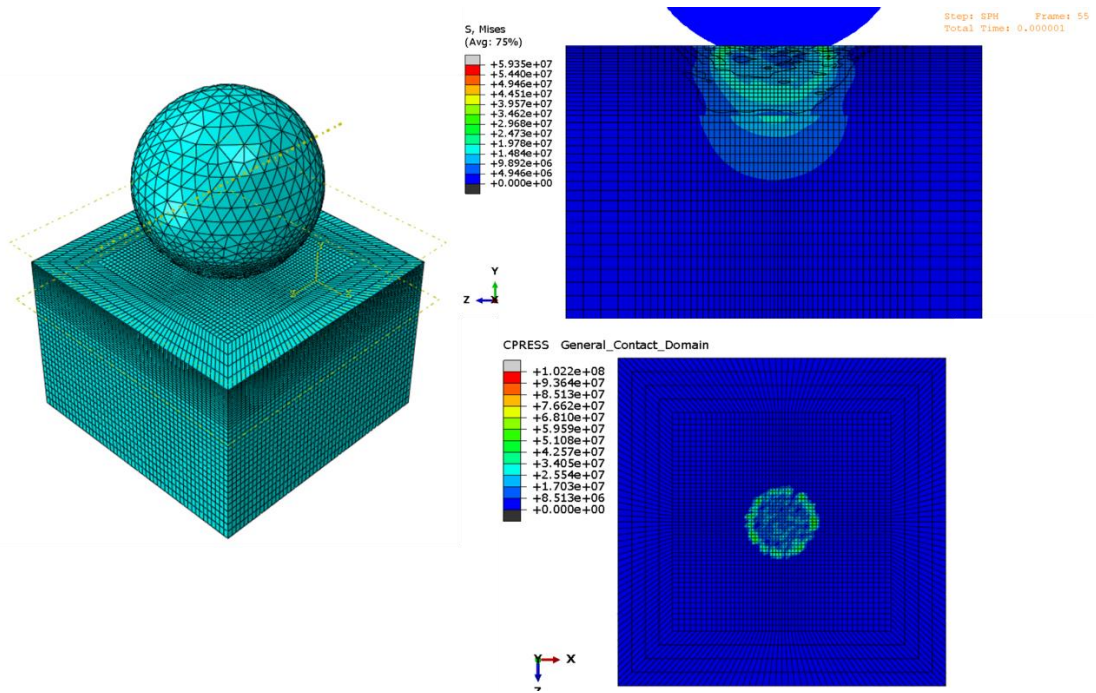 S, Mises
(Avg: 75%)
+5.935e+07
+5.440e+07
+4.946e+07
+4.451e+07
+3.957e+07
+3.462e+07
+2.968e+07
+2.473e+07
+1.978e+07
+1.484e+07
+9.892e+06
+4.946e+06
+0.000e+00
Step: SPH Frame: 55
Total Time: 0.000001
Y
Z X
CPRESS General_Contact_Domain
+1.022e+08
+9.364e+07
+8.513e+07
+7.662e+07
+6.810e+07
+5.959e+07
+5.108e+07
+4.257e+07
+3.405e+07
+2.554e+07
+1.703e+07
+8.513e+06
+0.000e+00
Y X
Z